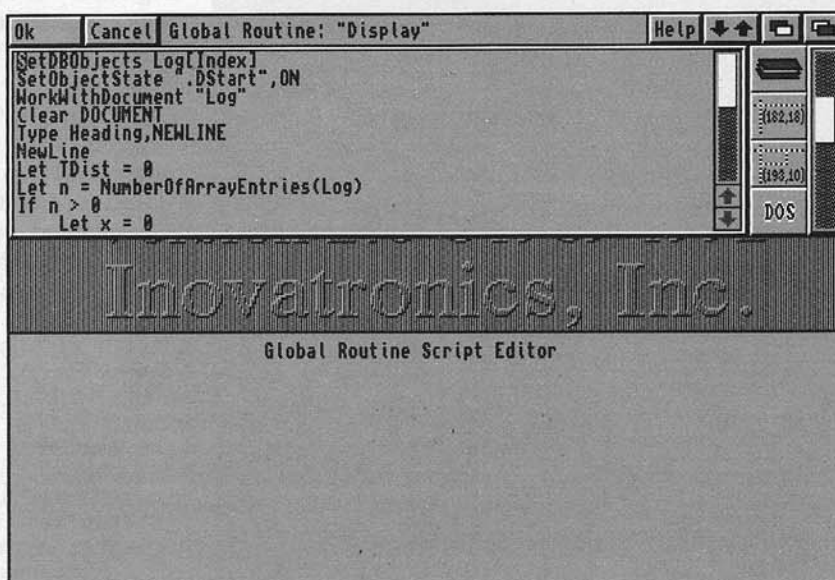 Ok Cancel Global Routine: "Display" Help
SetDBObjects Log[Index]
SetObjectState ".DStart",ON
WorkWithDocument "Log"
Clear DOCUMENT
Type Heading,NEWLINE
NewLine
Let TDist = 0
Let n = NumberOfArrayEntries(Log)
If n > 0
Let x = 0
(182,18)
(193,10)
DOS
Inovatronics, Inc.
Global Routine Script Editor